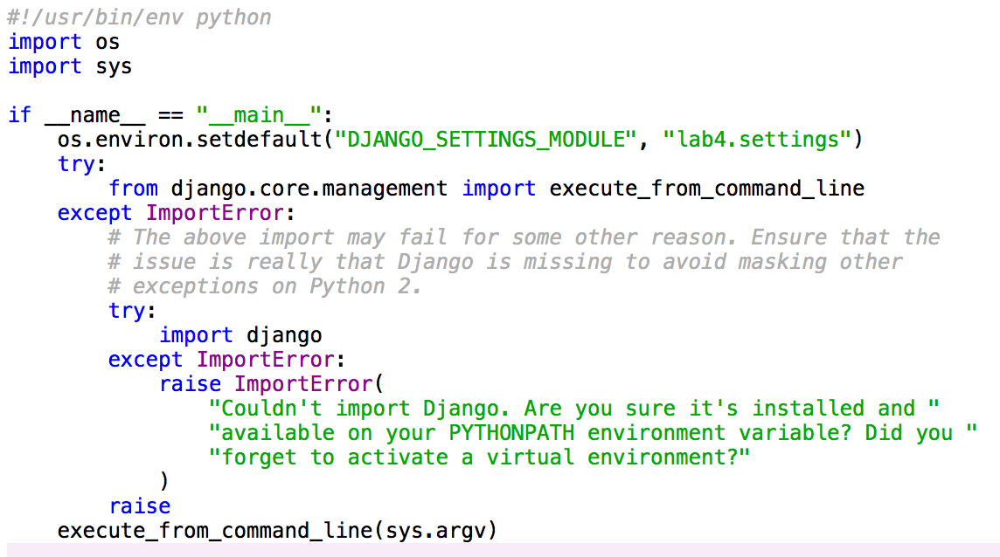 #!/usr/bin/env python
import os
import sys

if __name__ == "__main__":
    os.environ.setdefault("DJANGO_SETTINGS_MODULE", "lab4.settings")
    try:
        from django.core.management import execute_from_command_line
    except ImportError:
        # The above import may fail for some other reason. Ensure that the
        # issue is really that Django is missing to avoid masking other
        # exceptions on Python 2.
        try:
            import django
        except ImportError:
            raise ImportError(
                "Couldn't import Django. Are you sure it's installed and "
                "available on your PYTHONPATH environment variable? Did you "
                "forget to activate a virtual environment?"
            )
        raise
    execute_from_command_line(sys.argv)